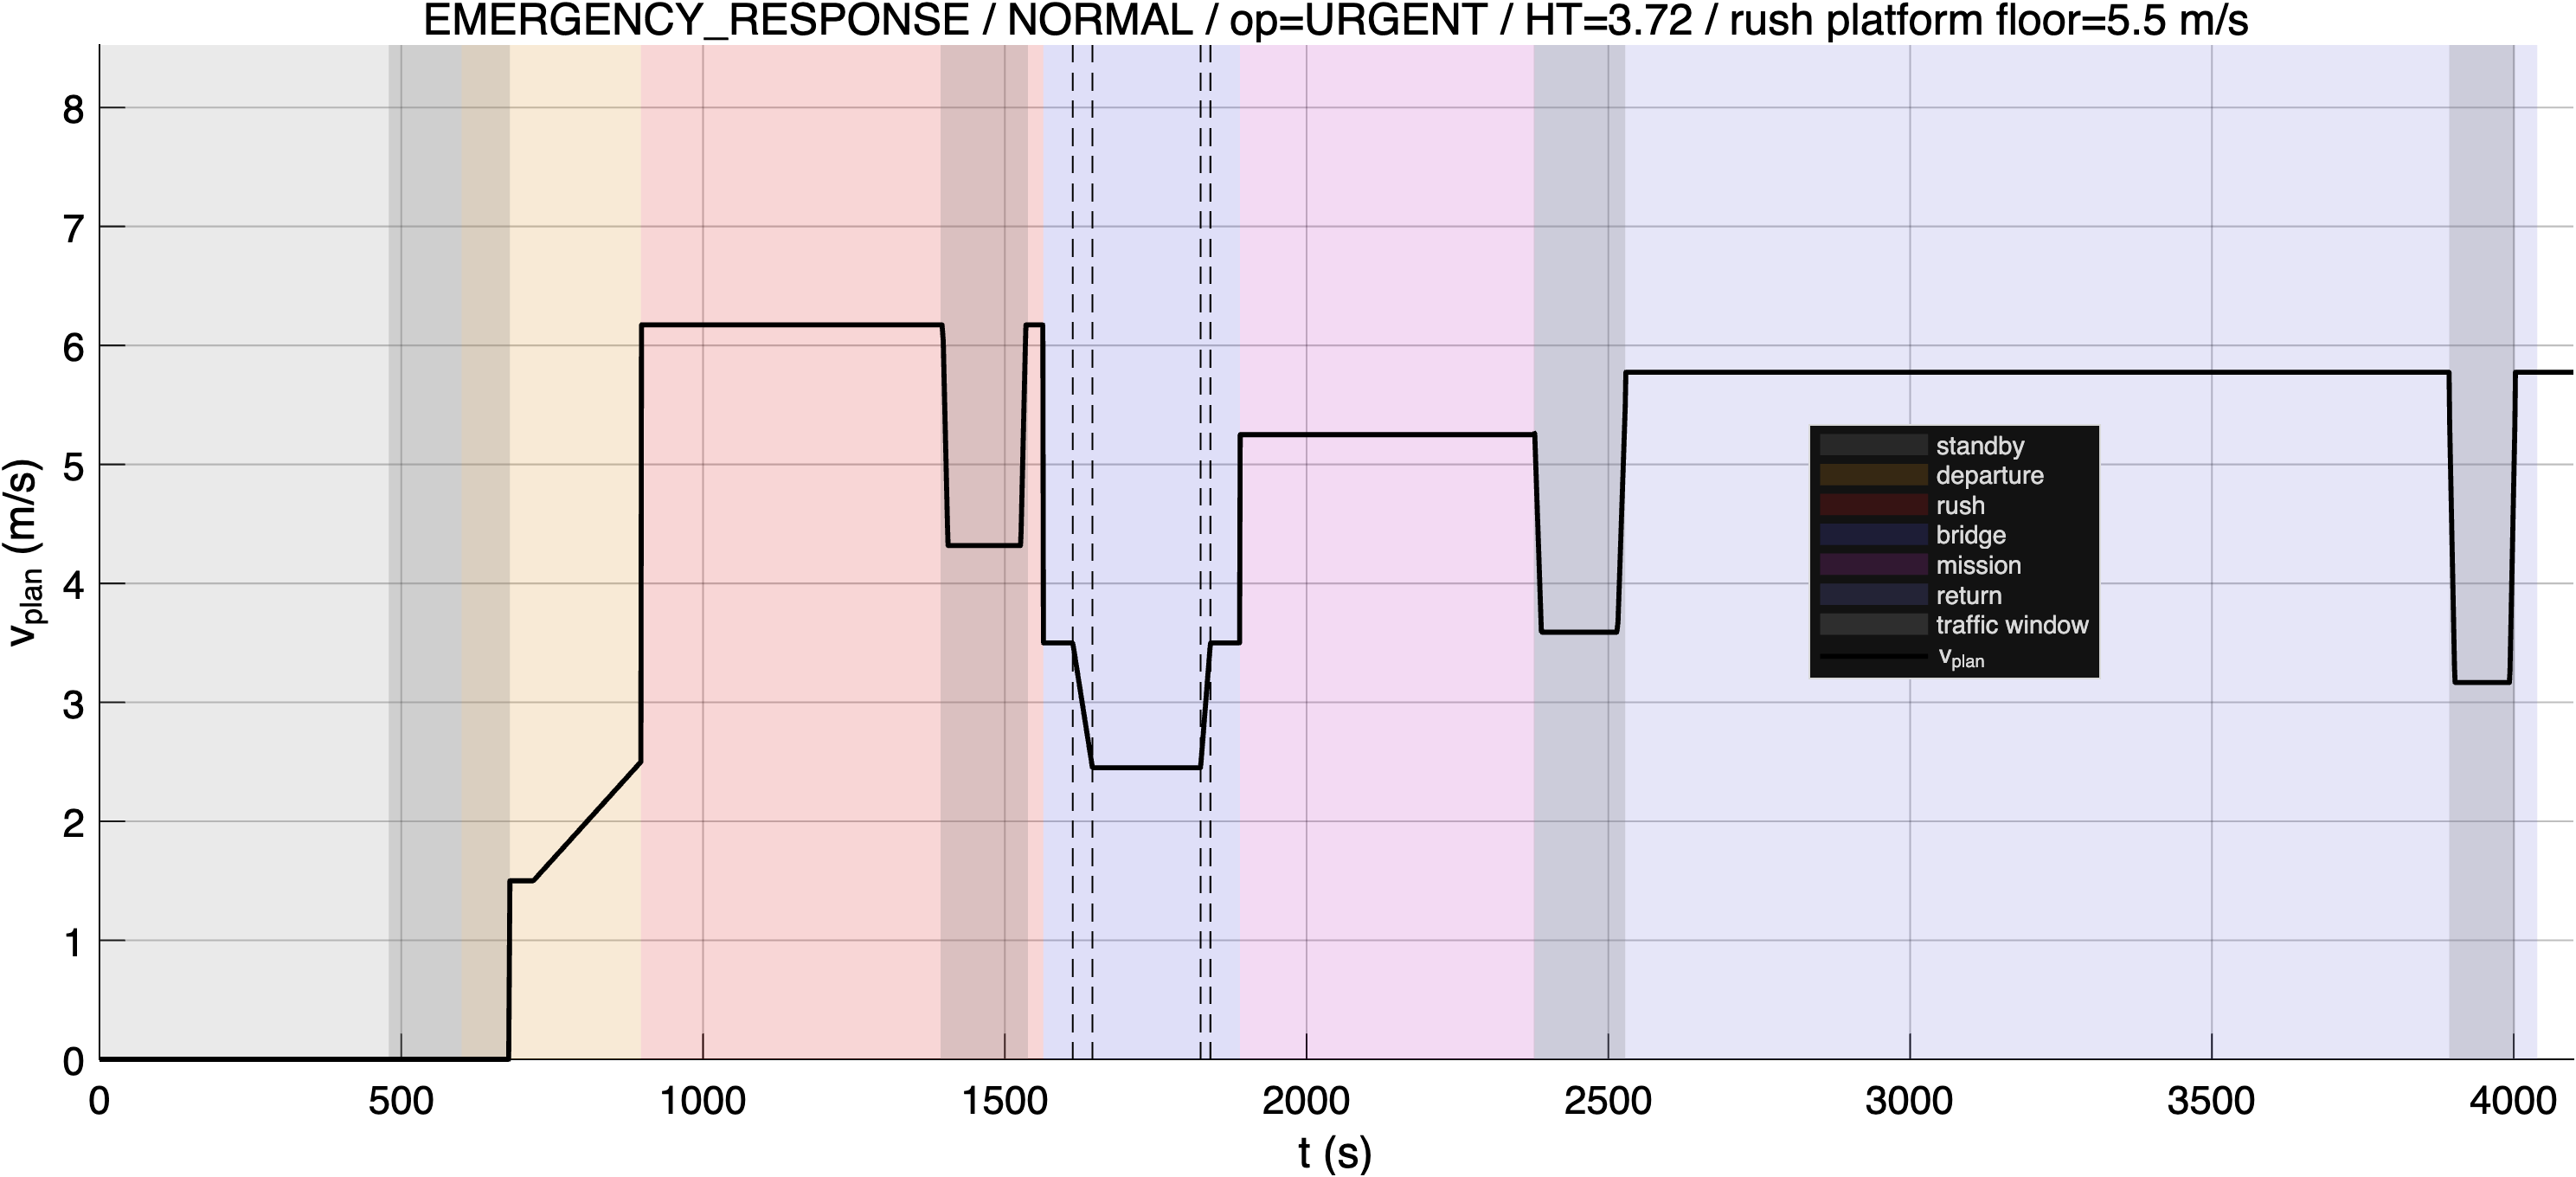 EMERGENCY_RESPONSE / NORMAL / op=URGENT / HT=3.72 / rush platform floor=5.5 m/s
8
7
6
5
4
3
2
1
0
v_plan (m/s)
standby
departure
rush
bridge
mission
return
traffic window
v_plan
0 500 1000 1500 2000 2500 3000 3500 4000
t (s)